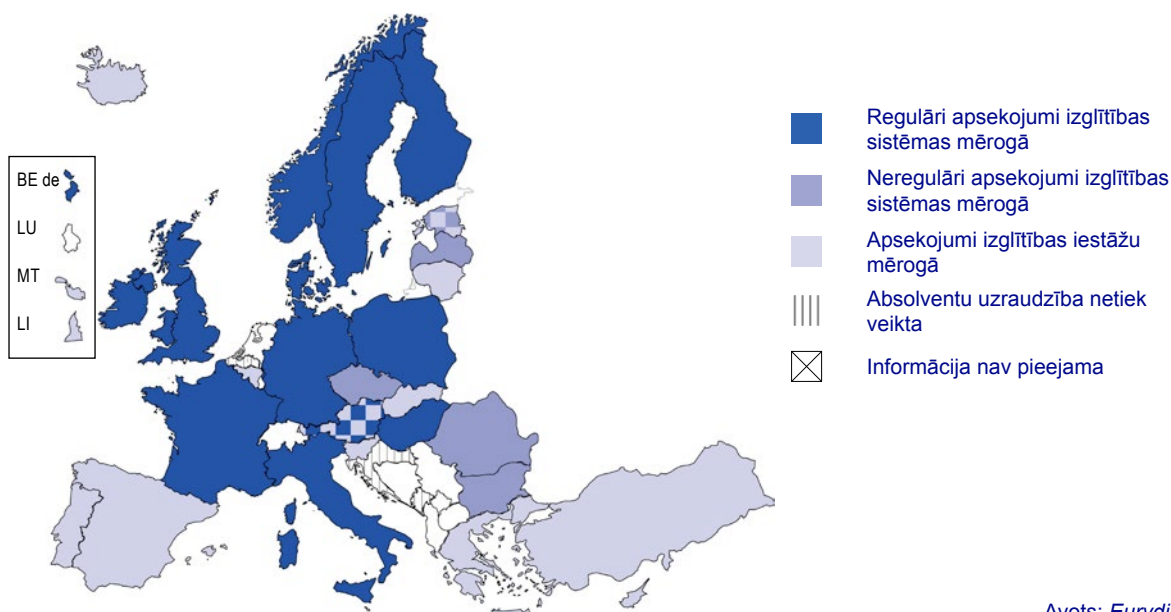 BE de
LU
MT
LI
Regulāri apsekojumi izglītības
sistēmas mērogā
Neregulāri apsekojumi izglītības
sistēmas mērogā
Apsekojumi izglītības iestāžu
mērogā
Absolventu uzraudzība netiek
veikta
Informācija nav pieejama
Avots: